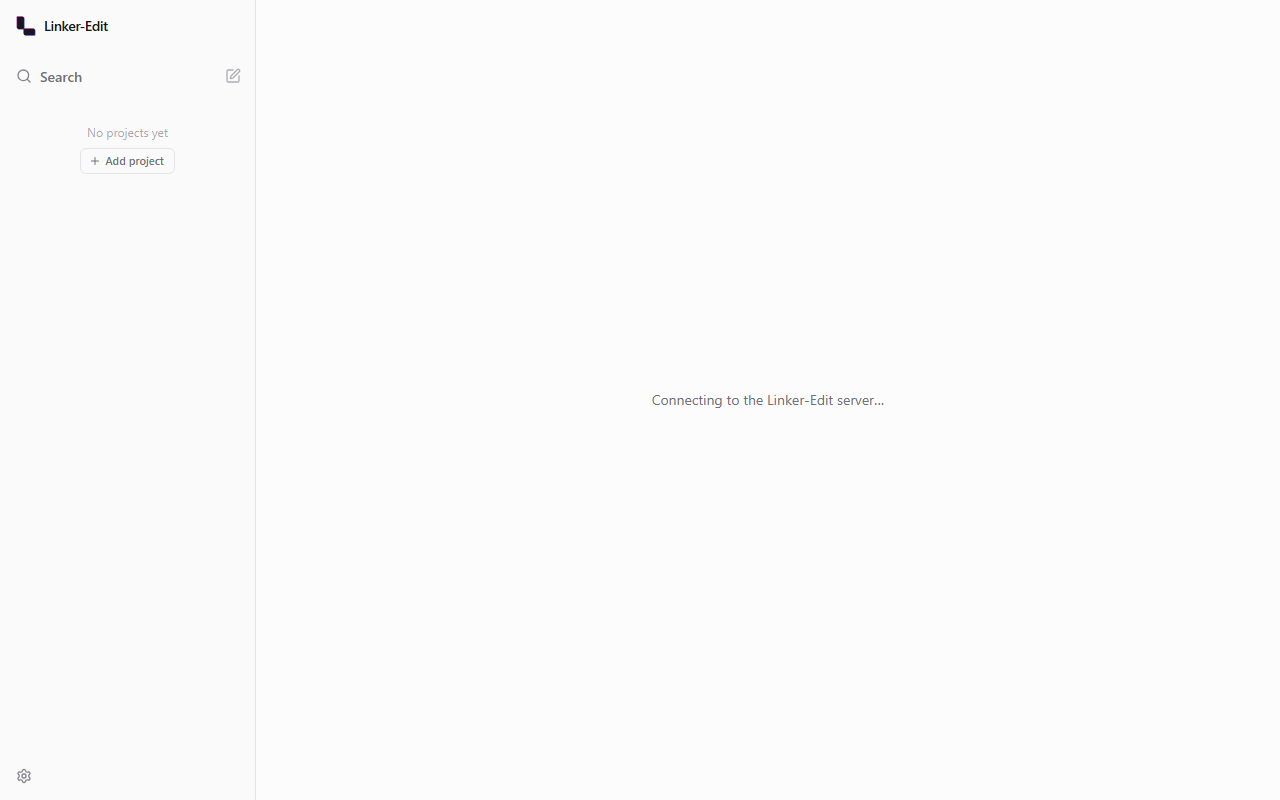 Linker-Edit
Search
No projects yet
Add project
Connecting to the Linker-Edit server...